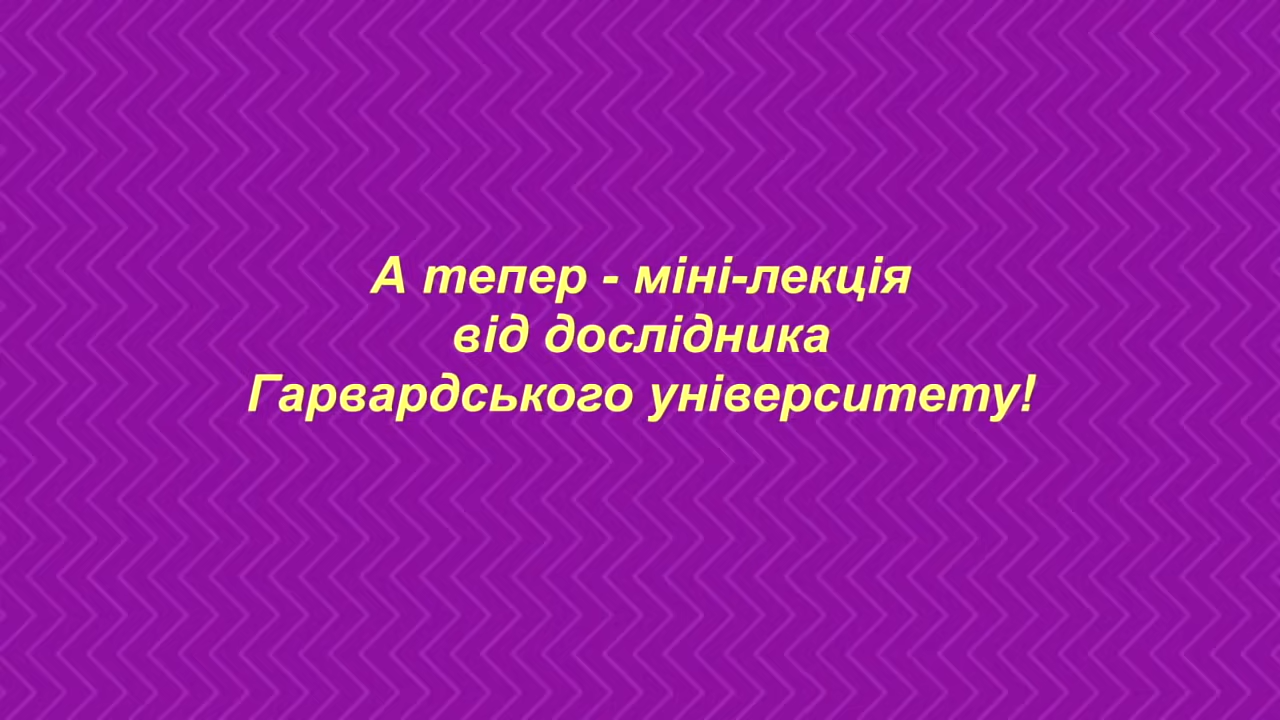 А тепер - міні-лекція
від дослідника
Гарвардського університету!